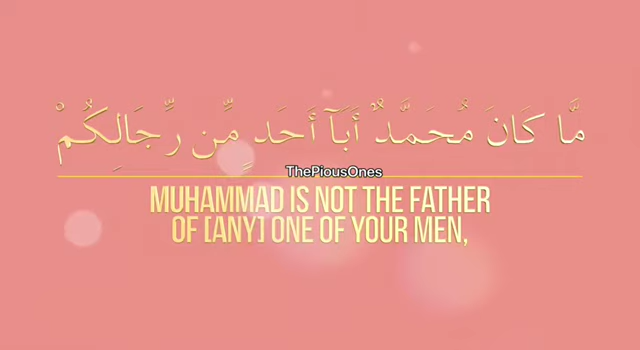 مَّا كَانَ مُحَمَّدٌ أَبَآ أَحَدٍ مِّن رِّجَالِكُمْ
ThePiousOnes
MUHAMMAD IS NOT THE FATHER
OF [ANY] ONE OF YOUR MEN,